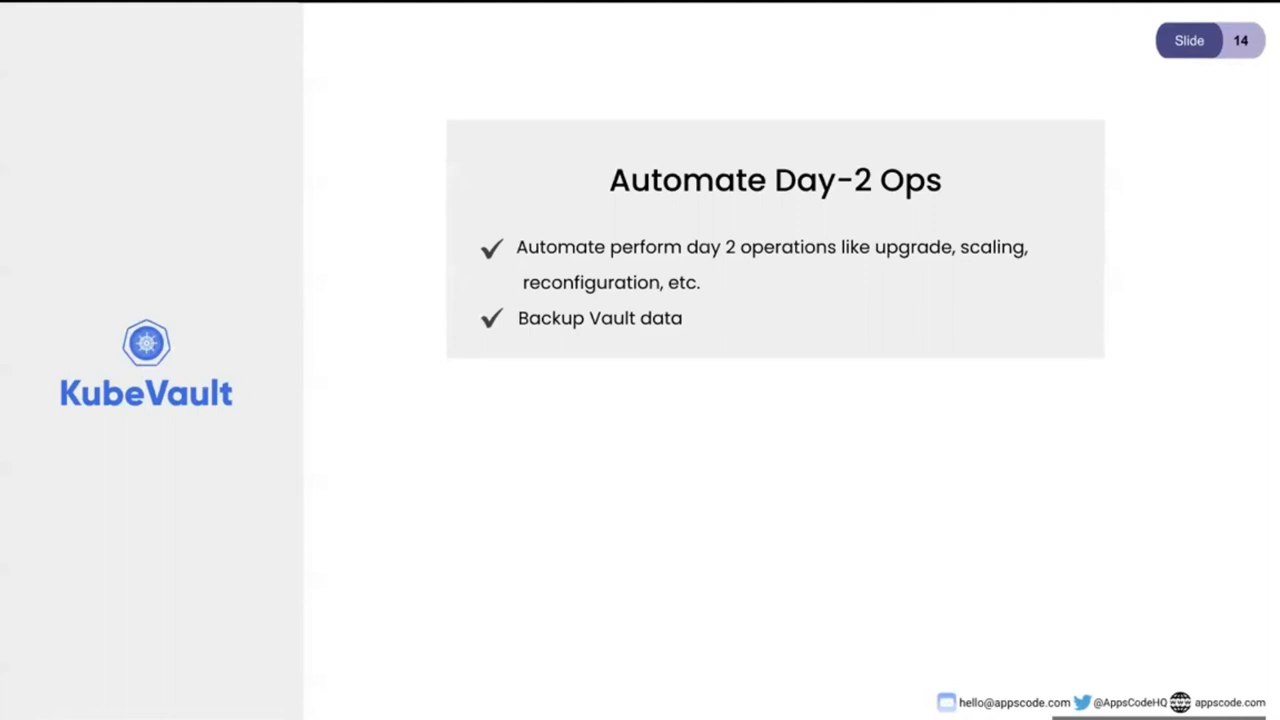 Slide 14
Automate Day-2 Ops
Automate perform day 2 operations like upgrade, scaling,
reconfiguration, etc.
Backup Vault data
KubeVault
hello@appscode.com @AppsCodeHQ appscode.com